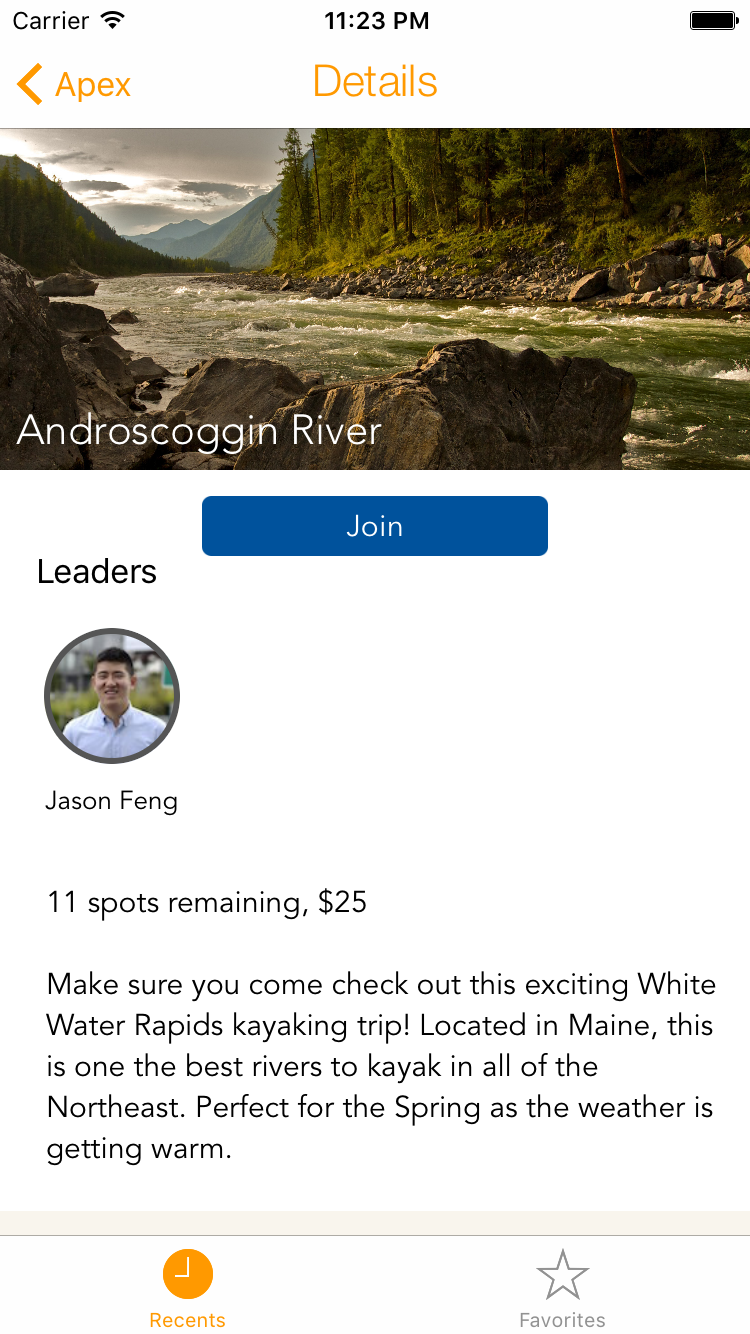 Carrier 11:23 PM
Apex Details
Androscoggin River
Join
Leaders
Jason Feng
11 spots remaining, $25
Make sure you come check out this exciting White
Water Rapids kayaking trip! Located in Maine, this
is one the best rivers to kayak in all of the
Northeast. Perfect for the Spring as the weather is
getting warm.
Recents Favorites